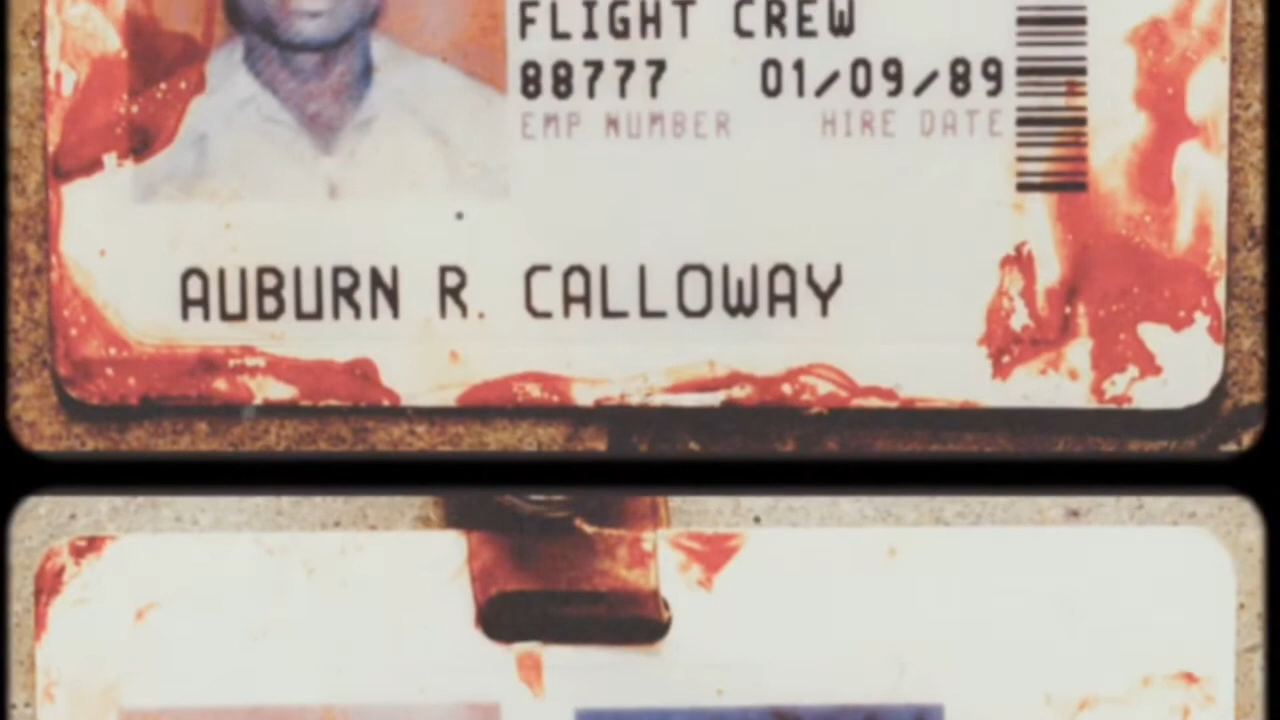 FLIGHT CREW
88777 01/09/89
EMP NUMBER HIRE DATE
AUBURN R. CALLOWAY